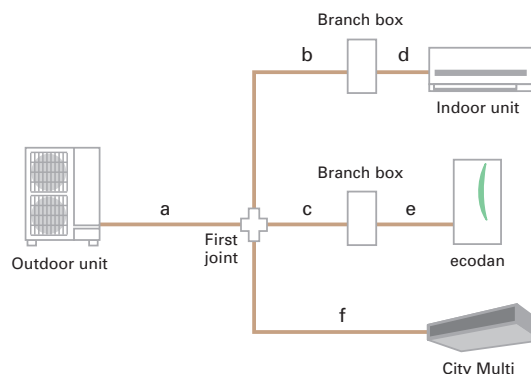 Branch box
b
d
Indoor unit
Branch box
a
c
e
First
joint
Outdoor unit
ecodan
f
City Multi